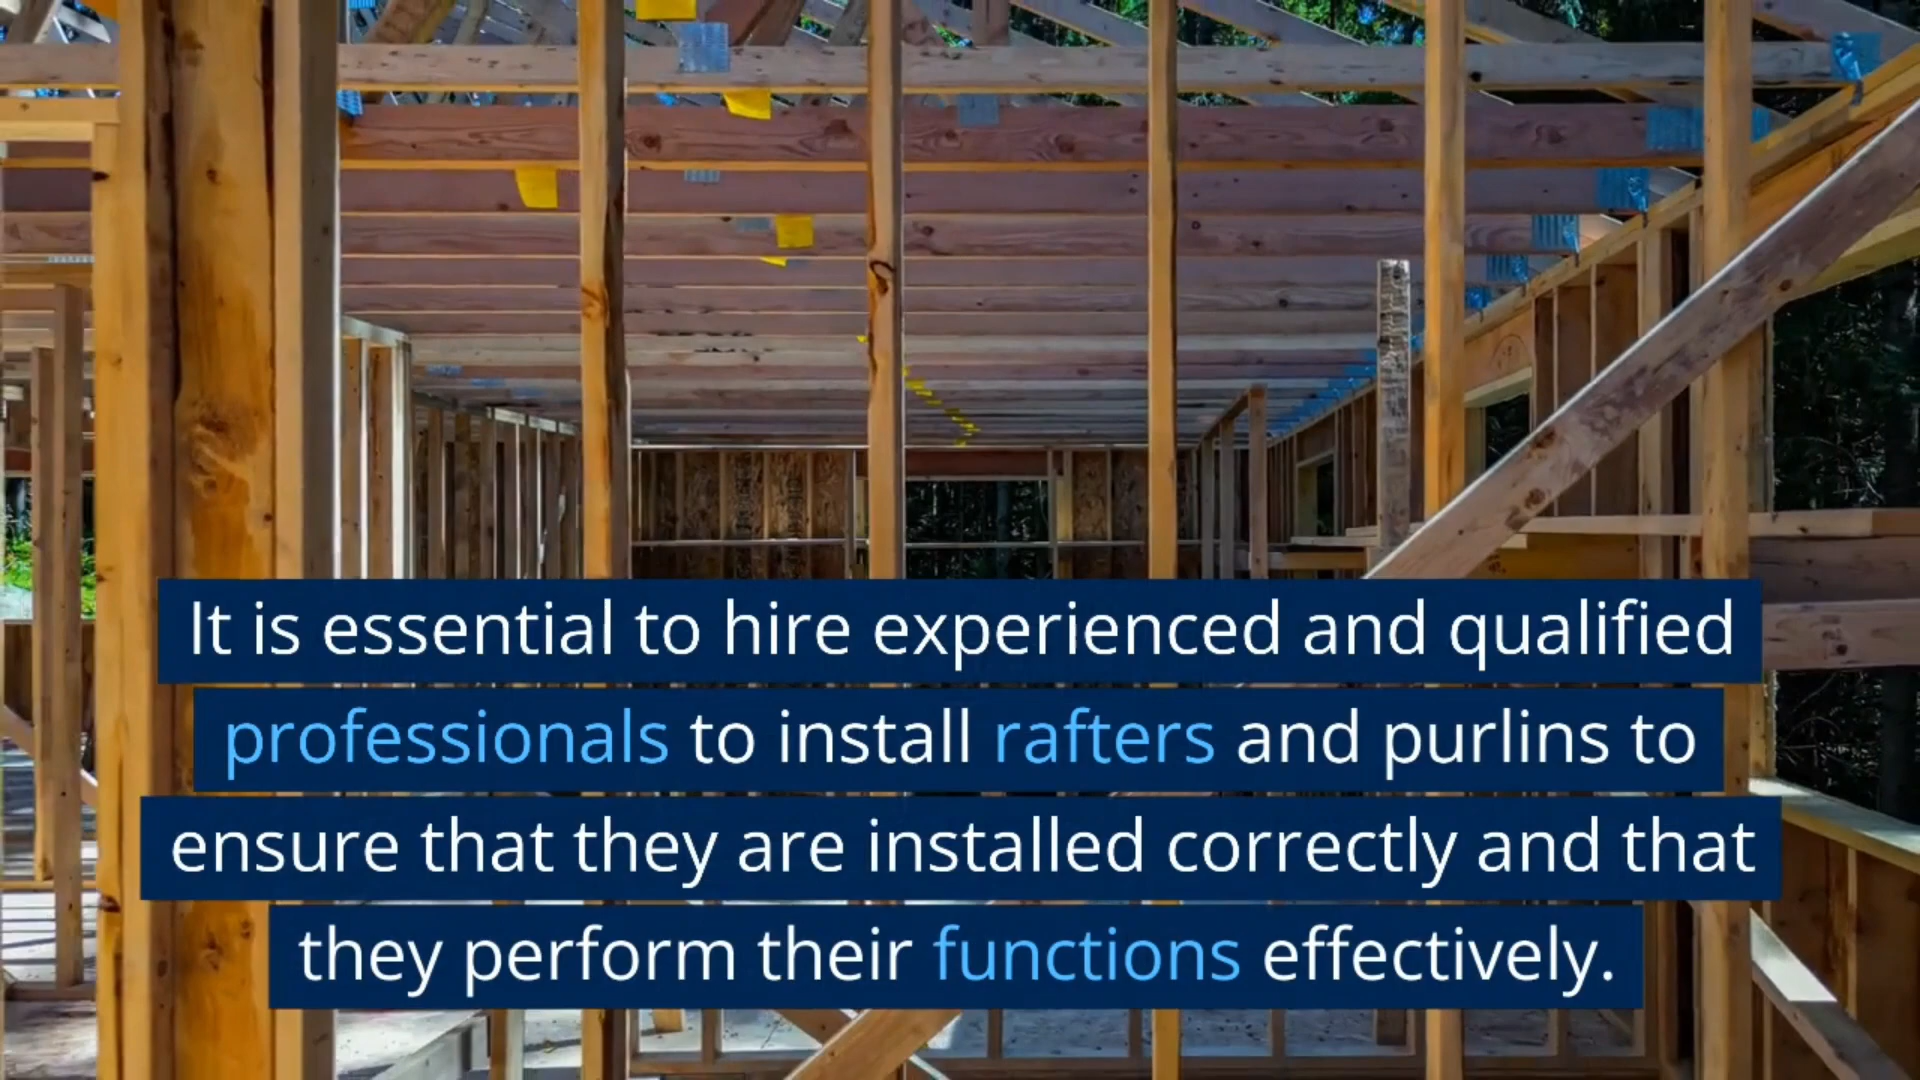 It is essential to hire experienced and qualified
professionals to install rafters and purlins to
ensure that they are installed correctly and that
they perform their functions effectively.